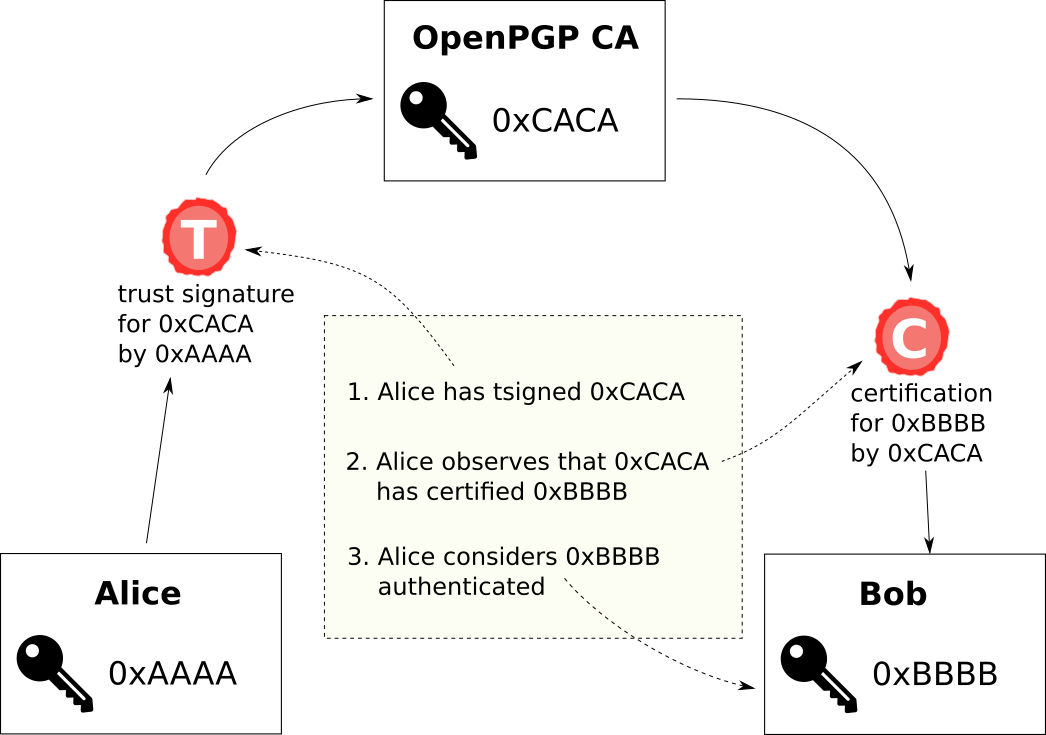 OpenPGP CA
0xCACA
T
trust signature
for 0xCACA
by 0xAAAA
C
certification
for 0xBBBB
by 0xCACA
1. Alice has tsigned 0xCACA
2. Alice observes that 0xCACA
has certified 0xBBBB
3. Alice considers 0xBBBB
authenticated
Alice
0xAAAA
Bob
0xBBBB